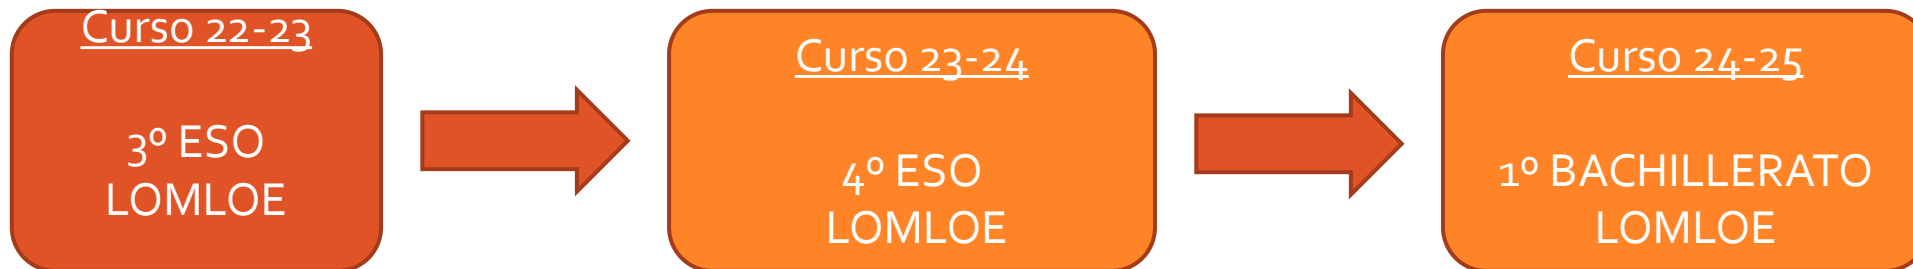 Curso 22-23
3º ESO
LOMLOE
Curso 23-24
4º ESO
LOMLOE
Curso 24-25
1º BACHILLERATO
LOMLOE